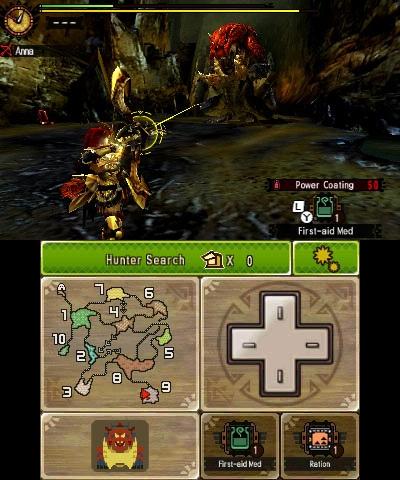 ---
Anna
Power Coating 50
L
Y
1
First-aid Med
Hunter Search X 0
7
6
4
1
10
2
5
8
3
9
1
First-aid Med
1
Ration